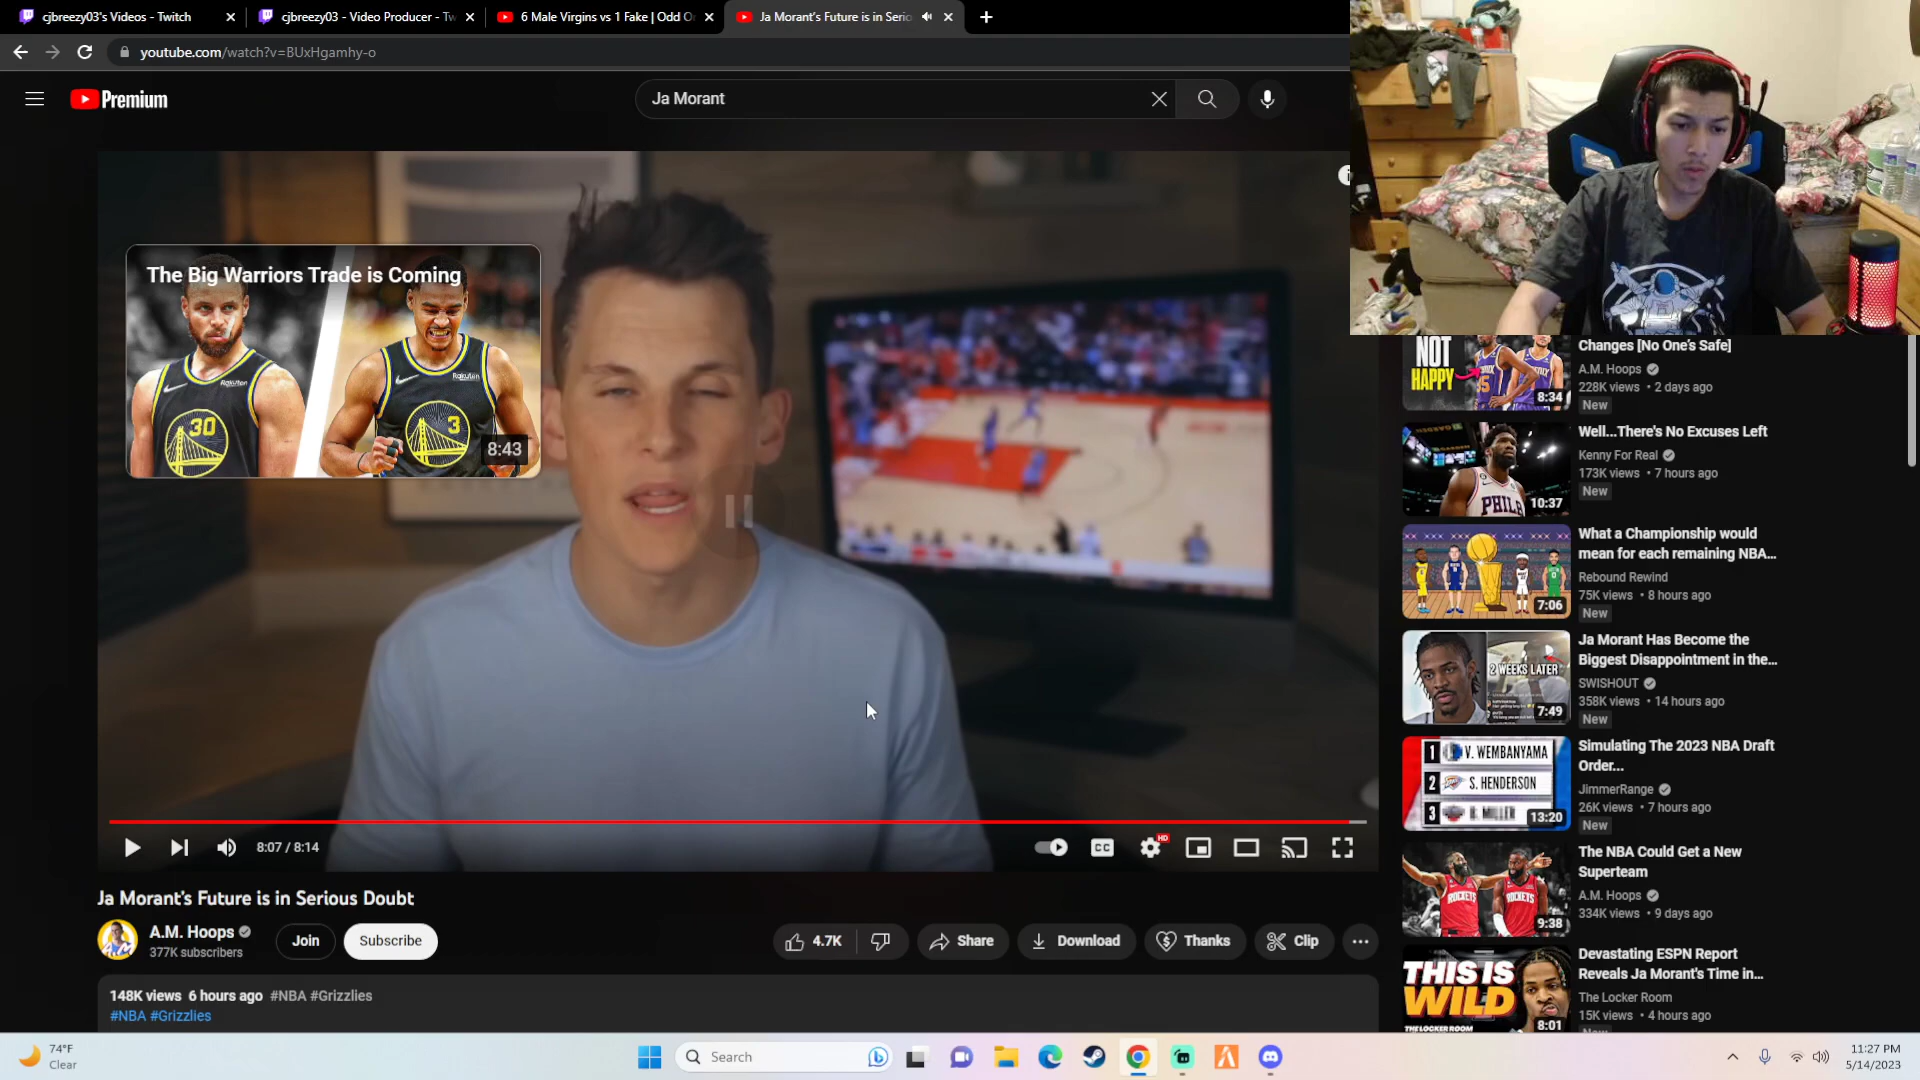 cjbreezy03's Videos - Twitch
cjbreezy03 - Video Producer - Tw
6 Male Virgins vs 1 Fake | Odd O
Ja Morant's Future is in Serio
youtube.com/watch?v=BUxHgamhy-o
Premium
Ja Morant
The Big Warriors Trade is Coming
Rakuten
Rakuten
30
3
8:43
8:07 / 8:14
CC
HD
Ja Morant's Future is in Serious Doubt
A.M. Hoops
377K subscribers
Join
Subscribe
4.7K
Share
Download
Thanks
Clip
148K views 6 hours ago #NBA #Grizzlies
#NBA #Grizzlies
NOT
HAPPY
8:34
Changes [No One's Safe]
A.M. Hoops
228K views • 2 days ago
New
PHIL
10:37
Well...There's No Excuses Left
Kenny For Real
173K views • 7 hours ago
New
7:06
What a Championship would
mean for each remaining NBA...
Rebound Rewind
75K views • 8 hours ago
New
2 WEEKS LATER
7:49
Ja Morant Has Become the
Biggest Disappointment in the...
SWISHOUT
358K views • 14 hours ago
New
1 V. WEMBANYAMA
2 S. HENDERSON
3 B. MILLER
13:20
Simulating The 2023 NBA Draft
Order...
JimmerRange
26K views • 7 hours ago
New
ROCKETS
ROCKETS
9:38
The NBA Could Get a New
Superteam
A.M. Hoops
334K views • 9 days ago
THIS IS
WILD
THE LOCKER ROOM
8:01
Devastating ESPN Report
Reveals Ja Morant's Time in...
The Locker Room
15K views • 4 hours ago
74°F
Clear
Search
11:27 PM
5/14/2023